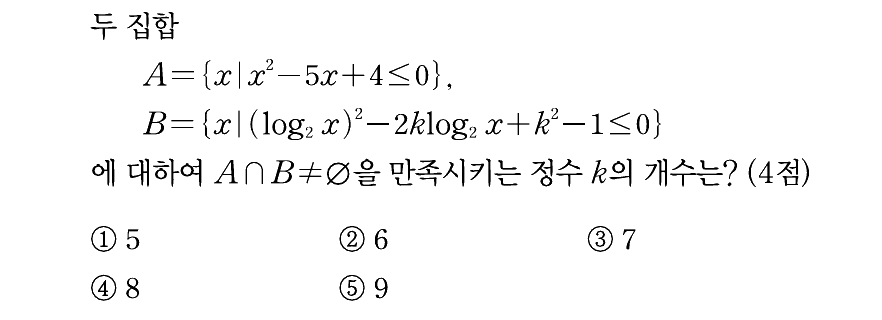 두 집합
A={x|x²−5x+4≤0},
B={x|(log₂ x)²−2klog₂ x+k²−1≤0}
에 대하여 A∩B≠∅을 만족시키는 정수 k의 개수는? (4점)
① 5 ② 6 ③ 7
④ 8 ⑤ 9